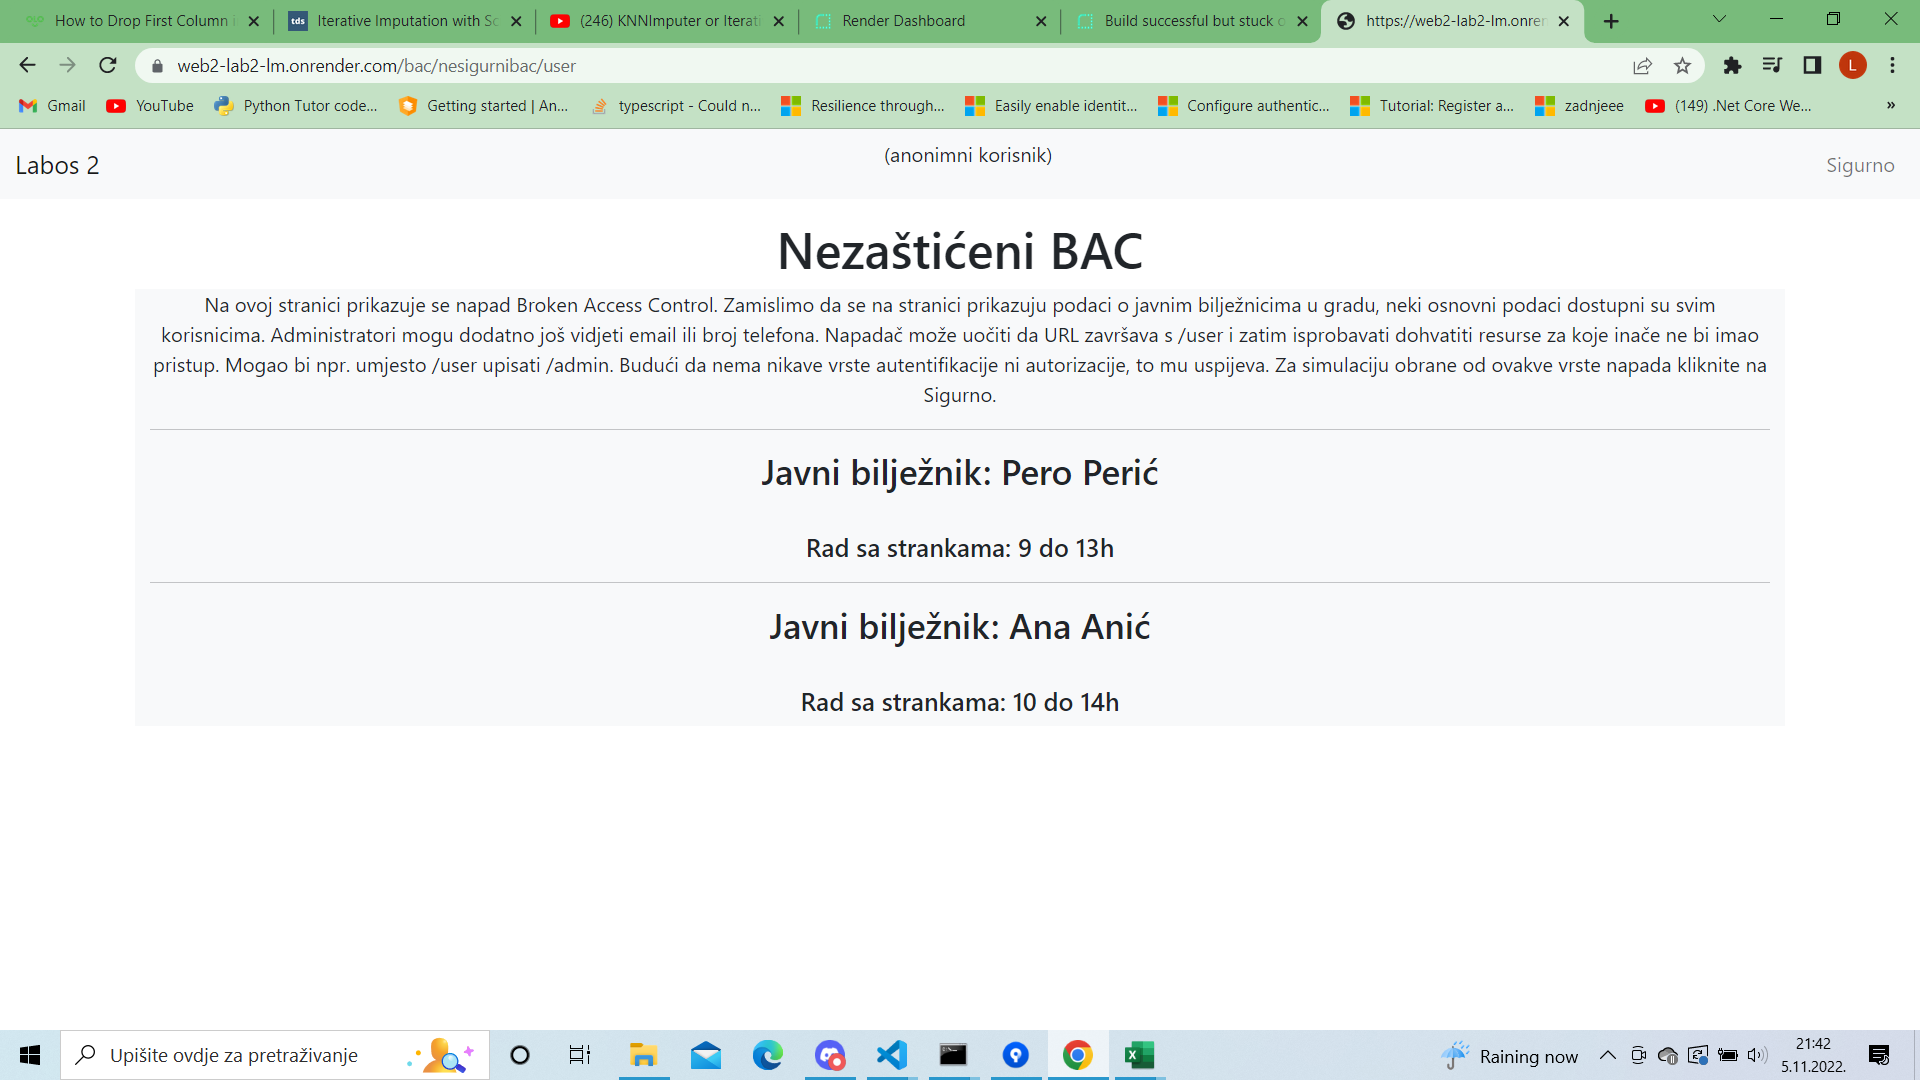 How to Drop First Column i
tds Iterative Imputation with Sc
(246) KNNImputer or Iterati
Render Dashboard
Build successful but stuck o
https://web2-lab2-lm.onren
web2-lab2-lm.onrender.com/bac/nesigurnibac/user
L
Gmail
YouTube
Python Tutor code...
Getting started | An...
typescript - Could n...
Resilience through...
Easily enable identit...
Configure authentic...
Tutorial: Register a...
zadnjeee
(149) .Net Core We...
»
Labos 2
(anonimni korisnik)
Sigurno
Nezaštićeni BAC
Na ovoj stranici prikazuje se napad Broken Access Control. Zamislimo da se na stranici prikazuju podaci o javnim bilježnicima u gradu, neki osnovni podaci dostupni su svim
korisnicima. Administratori mogu dodatno još vidjeti email ili broj telefona. Napadač može uočiti da URL završava s /user i zatim isprobavati dohvatiti resurse za koje inače ne bi imao
pristup. Mogao bi npr. umjesto /user upisati /admin. Budući da nema nikave vrste autentifikacije ni autorizacije, to mu uspijeva. Za simulaciju obrane od ovakve vrste napada kliknite na
Sigurno.
Javni bilježnik: Pero Perić
Rad sa strankama: 9 do 13h
Javni bilježnik: Ana Anić
Rad sa strankama: 10 do 14h
Upišite ovdje za pretraživanje
Raining now
21:42
5.11.2022.